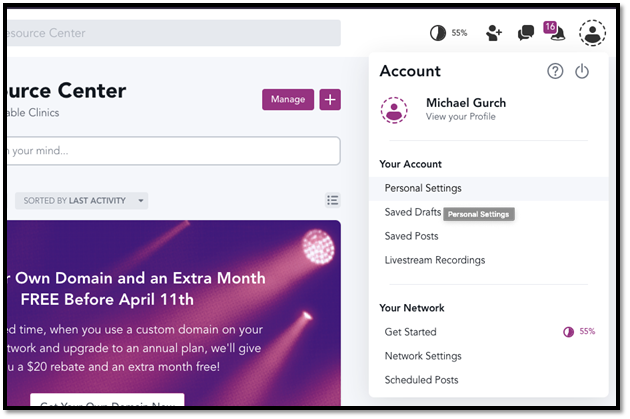 esource Center
55%
16
Account
Michael Gurch
View your Profile
ource Center
able Clinics
Manage
your mind...
Your Account
Personal Settings
Saved Drafts
Personal Settings
SORTED BY LAST ACTIVITY
Saved Posts
Livestream Recordings
r Own Domain and an Extra Month
FREE Before April 11th
ed time, when you use a custom domain on your
twork and upgrade to an annual plan, we'll give
u a $20 rebate and an extra month free!
Your Network
Get Started
55%
Network Settings
Scheduled Posts
Get Your Own Domain Now